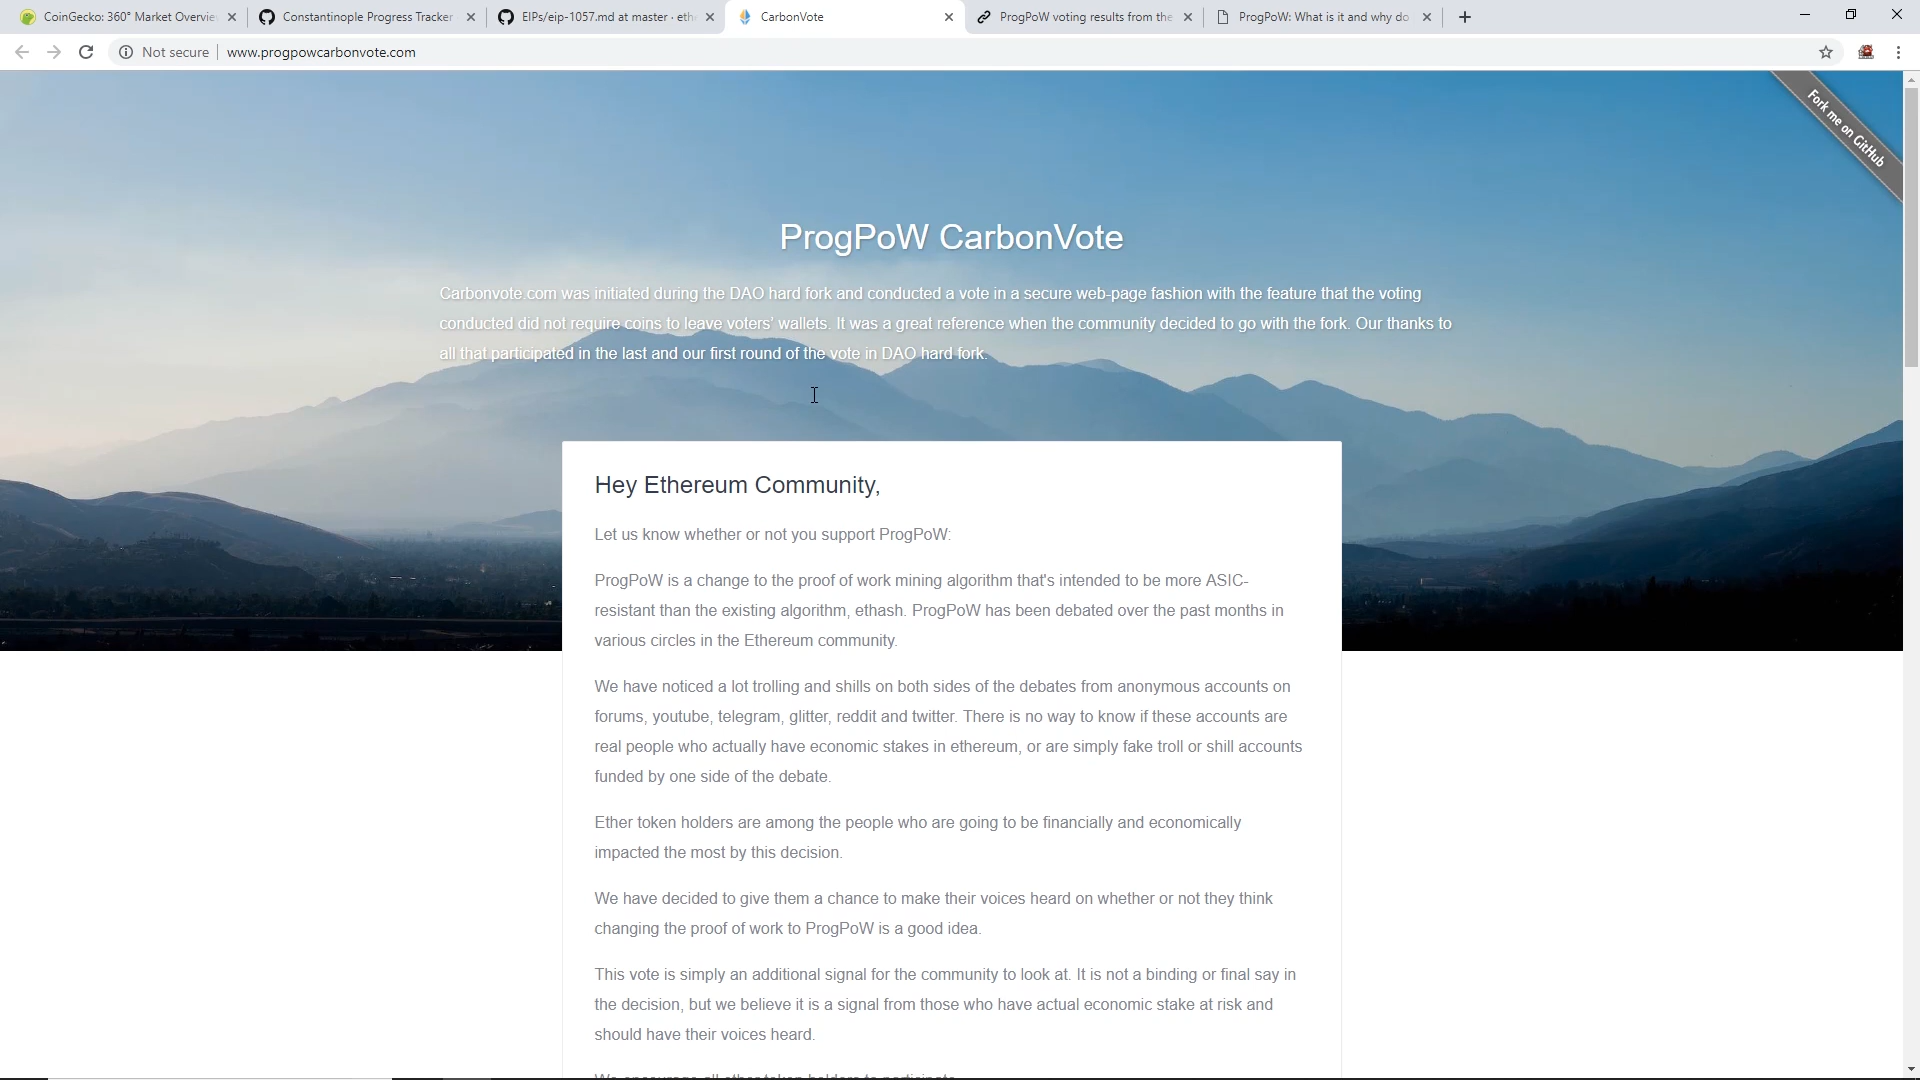 CoinGecko: 360° Market Overvie
Constantinople Progress Tracker
EIPs/eip-1057.md at master · eth
CarbonVote
ProgPoW voting results from the
ProgPoW: What is it and why do
Not secure
www.progpowcarbonvote.com
Fork me on GitHub
ProgPoW CarbonVote
Carbonvote.com was initiated during the DAO hard fork and conducted a vote in a secure web-page fashion with the feature that the voting
conducted did not require coins to leave voters' wallets. It was a great reference when the community decided to go with the fork. Our thanks to
all that participated in the last and our first round of the vote in DAO hard fork.
Hey Ethereum Community,
Let us know whether or not you support ProgPoW:
ProgPoW is a change to the proof of work mining algorithm that's intended to be more ASIC-
resistant than the existing algorithm, ethash. ProgPoW has been debated over the past months in
various circles in the Ethereum community.
We have noticed a lot trolling and shills on both sides of the debates from anonymous accounts on
forums, youtube, telegram, glitter, reddit and twitter. There is no way to know if these accounts are
real people who actually have economic stakes in ethereum, or are simply fake troll or shill accounts
funded by one side of the debate.
Ether token holders are among the people who are going to be financially and economically
impacted the most by this decision.
We have decided to give them a chance to make their voices heard on whether or not they think
changing the proof of work to ProgPoW is a good idea.
This vote is simply an additional signal for the community to look at. It is not a binding or final say in
the decision, but we believe it is a signal from those who have actual economic stake at risk and
should have their voices heard.